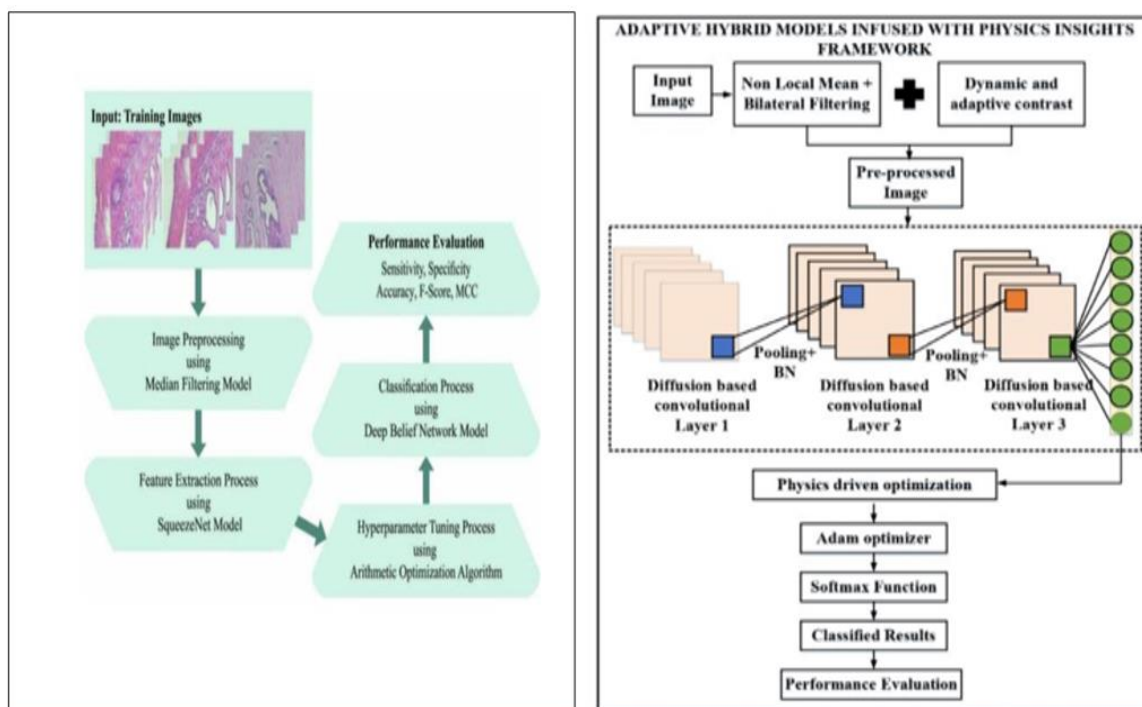 Input: Training Images
Image Preprocessing
using
Median Filtering Model
Feature Extraction Process
using
SqueezeNet Model
Hyperparameter Tuning Process
using
Arithmetic Optimization Algorithm
Classification Process
using
Deep Belief Network Model
Performance Evaluation
Sensitivity, Specificity
Accuracy, F-Score, MCC
ADAPTIVE HYBRID MODELS INFUSED WITH PHYSICS INSIGHTS
FRAMEWORK
Input
Image
Non Local Mean +
Bilateral Filtering
Dynamic and
adaptive contrast
Pre-processed
Image
Pooling+
BN
Pooling+
BN
Diffusion based
convolutional
Layer 1
Diffusion based
convolutional
Layer 2
Diffusion based
convolutional
Layer 3
Physics driven optimization
Adam optimizer
Softmax Function
Classified Results
Performance Evaluation